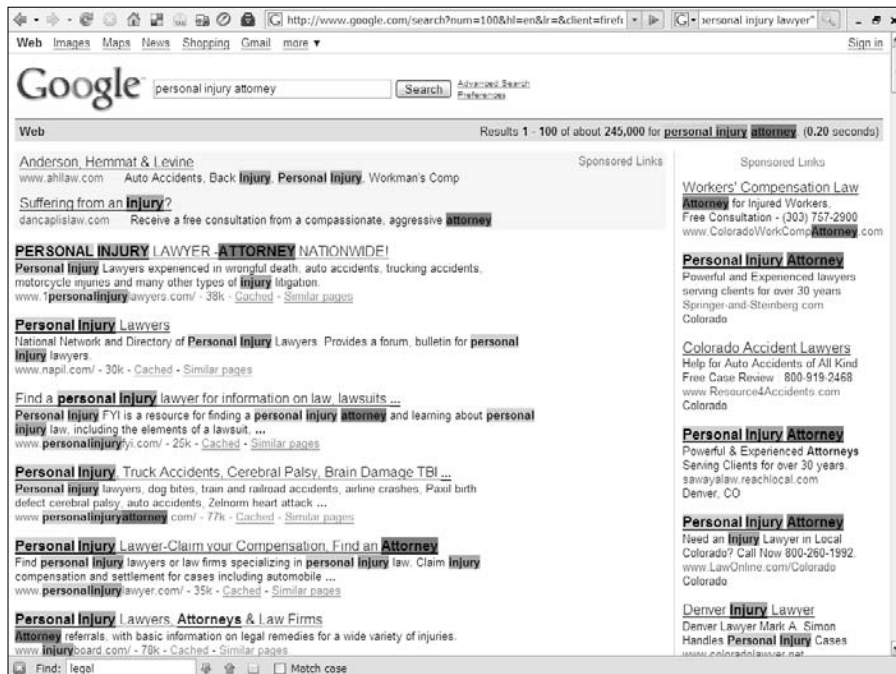 http://www.google.com/search?num=100&hl=en&lr=&client=firef
personal injury lawyer"
Web Images Maps News Shopping Gmail more ▼
Sign in
Google
personal injury attorney
Search
Advanced Search
Preferences
Web
Results 1 - 100 of about 245,000 for personal injury attorney. (0.20 seconds)
Anderson, Hemmat & Levine
Sponsored Links
www.ahllaw.com Auto Accidents, Back Injury, Personal Injury, Workman's Comp
Suffering from an injury?
dancaplislaw.com Receive a free consultation from a compassionate, aggressive attorney
PERSONAL INJURY LAWYER -ATTORNEY NATIONWIDE!
Personal Injury Lawyers experienced in wrongful death, auto accidents, trucking accidents,
motorcycle injuries and many other types of injury litigation.
www.1personalinjurylawyers.com/ - 38k - Cached - Similar pages
Personal Injury Lawyers
National Network and Directory of Personal Injury Lawyers. Provides a forum, bulletin for personal
injury lawyers.
www.napil.com/ - 30k - Cached - Similar pages
Find a personal injury lawyer for information on law, lawsuits ...
Personal Injury FYI is a resource for finding a personal injury attorney and learning about personal
injury law, including the elements of a lawsuit, ...
www.personalinjuryfyi.com/ - 25k - Cached - Similar pages
Personal Injury, Truck Accidents, Cerebral Palsy, Brain Damage TBI ...
Personal injury lawyers, dog bites, train and railroad accidents, airline crashes, Paxil birth
defect cerebral palsy, auto accidents, Zelnorm heart attack ...
www.personalinjuryattorney.com/ - 77k - Cached - Similar pages
Personal Injury Lawyer-Claim your Compensation, Find an Attorney
Find personal injury lawyers or law firms specializing in personal injury law. Claim injury
compensation and settlement for cases including automobile ...
www.personalinjurylawyer.com/ - 35k - Cached - Similar pages
Personal Injury Lawyers, Attorneys & Law Firms
Attorney referrals, with basic information on legal remedies for a wide variety of injuries.
www.injuryboard.com/ - 78k - Cached - Similar pages
Sponsored Links
Workers' Compensation Law
Attorney for Injured Workers,
Free Consultation - (303) 757-2900
www.ColoradoWorkCompAttorney.com
Personal Injury Attorney
Powerful and Experienced lawyers
serving clients for over 30 years
Springer-and-Steinberg.com
Colorado
Colorado Accident Lawyers
Help for Auto Accidents of All Kind
Free Case Review : 800-919-2468
www.Resource4Accidents.com
Colorado
Personal Injury Attorney
Powerful & Experienced Attorneys
Serving Clients for over 30 years.
sawayalaw.reachlocal.com
Denver, CO
Personal Injury Attorney
Need an Injury Lawyer in Local
Colorado? Call Now 800-260-1992.
www.LawOnline.com/Colorado
Colorado
Denver Injury Lawyer
Denver Lawyer Mark A. Simon
Handles Personal Injury Cases
www.coloradolawyer.net
Find: legal
Match case